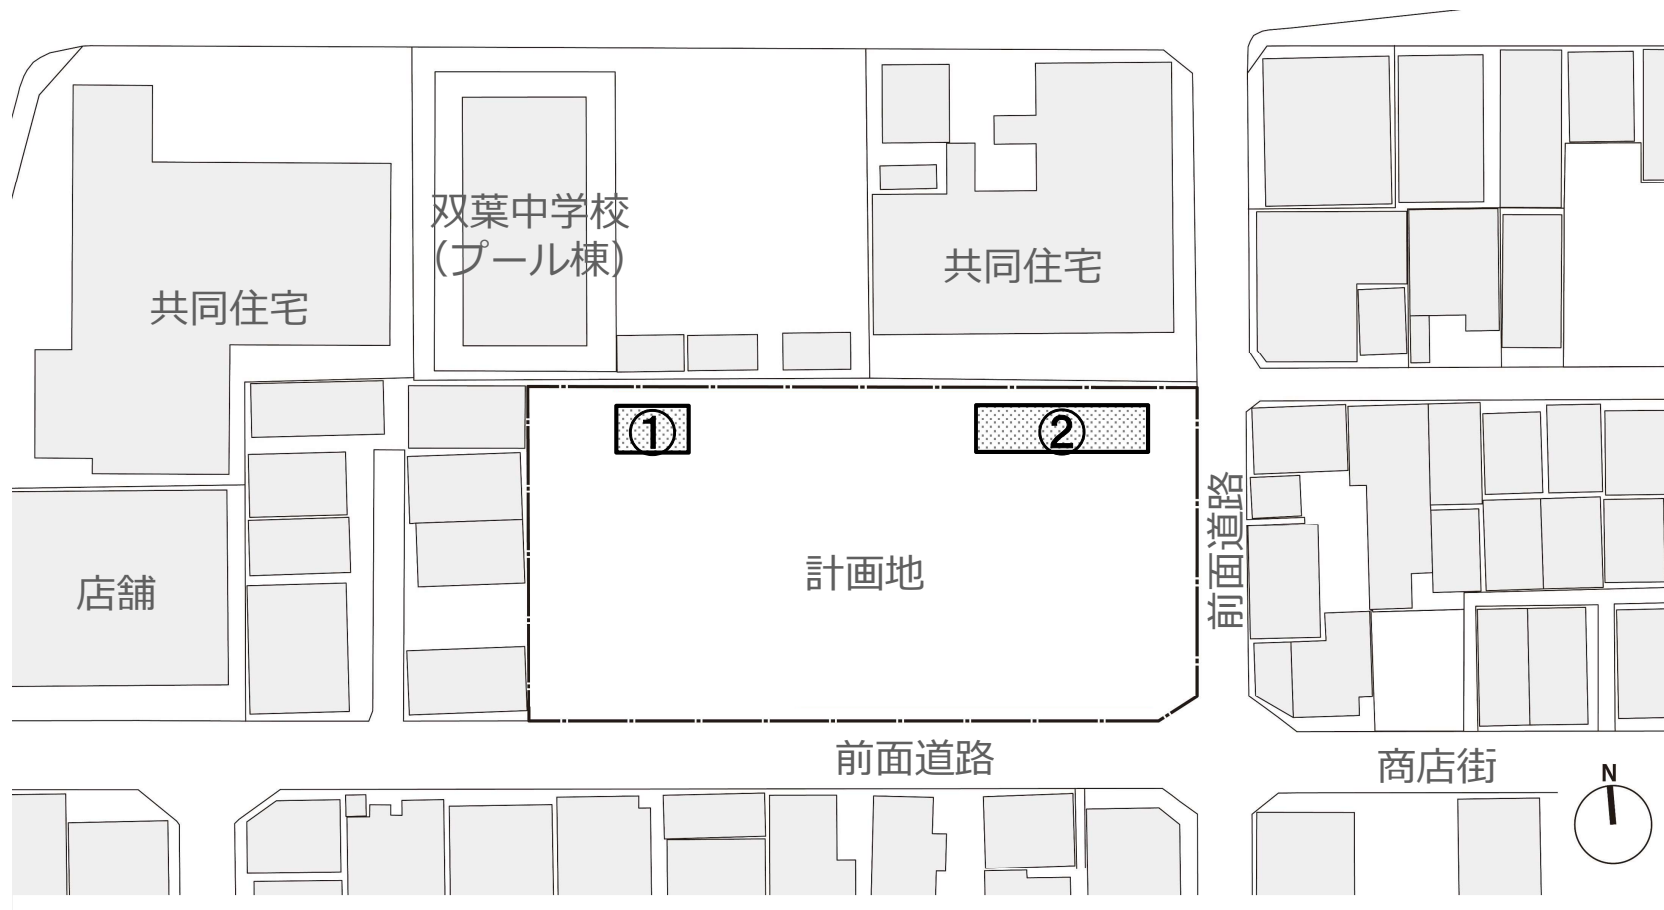 双葉中学校
（プール棟）
共同住宅
共同住宅
①
②
前面道路
計画地
店舗
前面道路
商店街
N